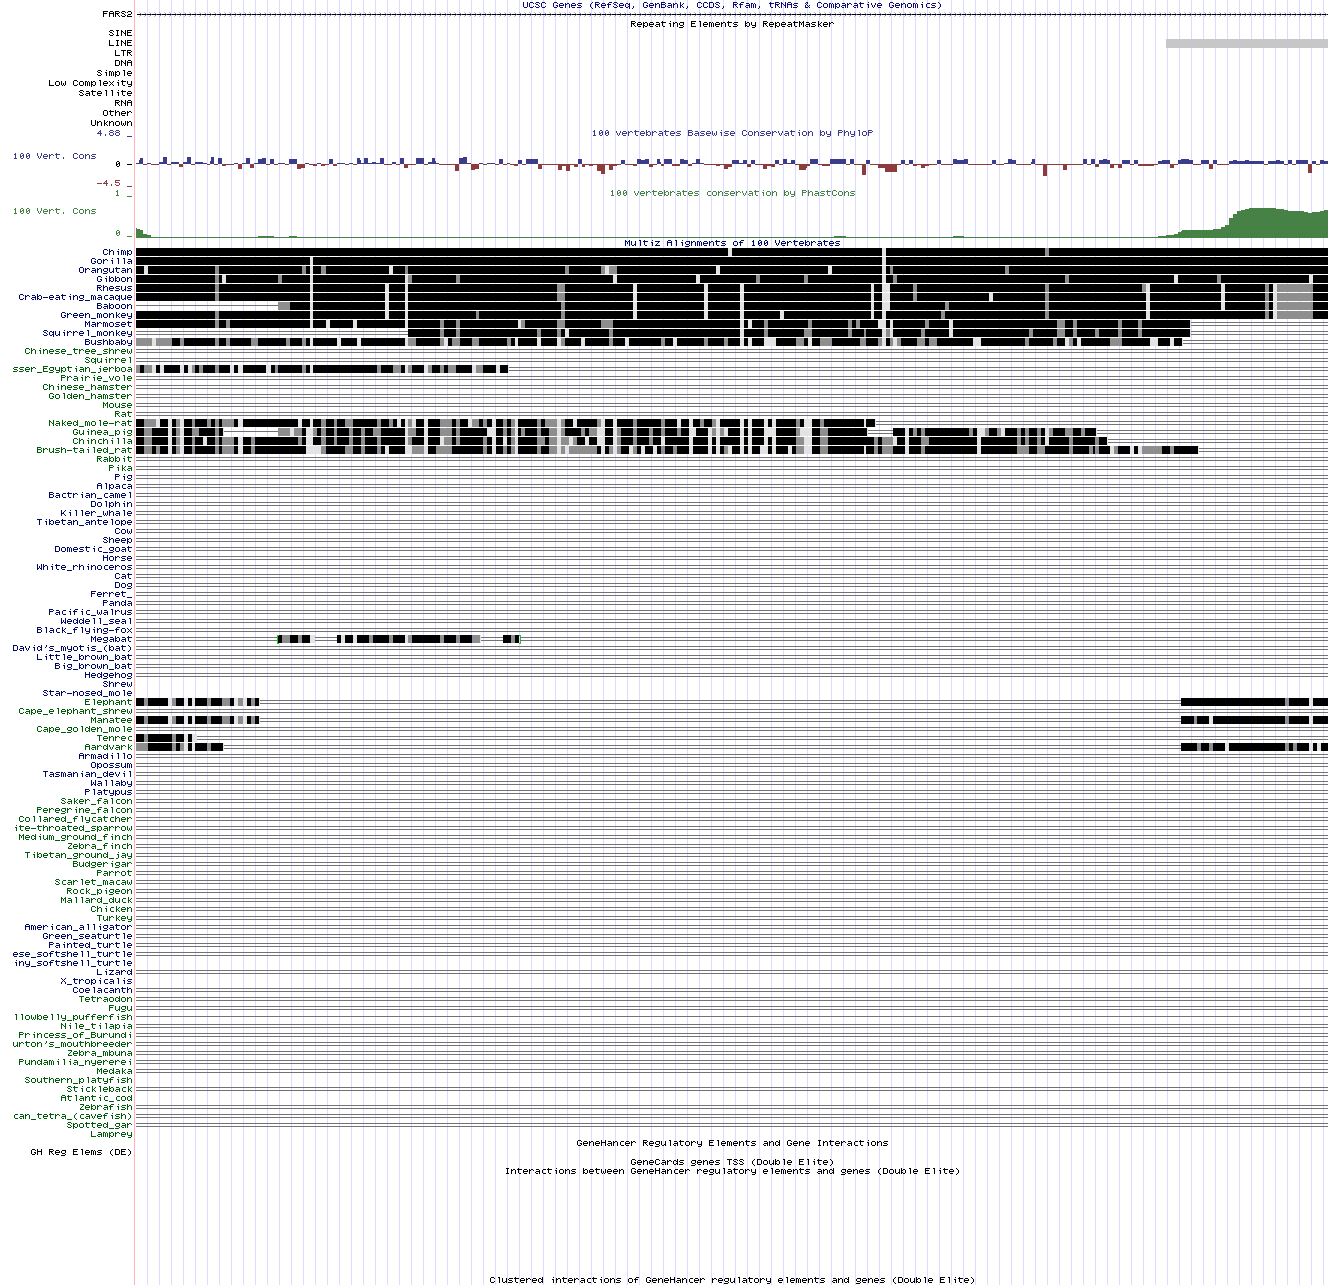 UCSC Genes (RefSeq, GenBank, CCDS, Rfam, tRNAs & Comparative Genomics)
FARS2
Repeating Elements by RepeatMasker
SINE
LINE
LTR
DNA
Simple
Low Complexity
Satellite
RNA
Other
Unknown
4.88 _
100 vertebrates Basewise Conservation by PhyloP
100 Vert. Cons
0 -
-4.5 _
100 vertebrates conservation by PhastCons
1 _
100 Vert. Cons
0 _
Multiz Alignments of 100 Vertebrates
Chimp
Gorilla
Orangutan
Gibbon
Rhesus
Crab-eating_macaque
Baboon
Green_monkey
Marmoset
Squirrel_monkey
Bushbaby
Chinese_tree_shrew
Squirrel
sser_Egyptian_jerboa
Prairie_vole
Chinese_hamster
Golden_hamster
Mouse
Rat
Naked_mole-rat
Guinea_pig
Chinchilla
Brush-tailed_rat
Rabbit
Pika
Pig
Alpaca
Bactrian_camel
Dolphin
Killer_whale
Tibetan_antelope
Cow
Sheep
Domestic_goat
Horse
White_rhinoceros
Cat
Dog
Ferret_
Panda
Pacific_walrus
Weddell_seal
Black_flying-fox
Megabat
David's_myotis_(bat)
Little_brown_bat
Big_brown_bat
Hedgehog
Shrew
Star-nosed_mole
Elephant
Cape_elephant_shrew
Manatee
Cape_golden_mole
Tenrec
Aardvark
Armadillo
Opossum
Tasmanian_devil
Wallaby
Platypus
Saker_falcon
Peregrine_falcon
Collared_flycatcher
ite-throated_sparrow
Medium_ground_finch
Zebra_finch
Tibetan_ground_jay
Budgerigar
Parrot
Scarlet_macaw
Rock_pigeon
Mallard_duck
Chicken
Turkey
American_alligator
Green_seaturtle
Painted_turtle
ese_softshell_turtle
iny_softshell_turtle
Lizard
X_tropicalis
Coelacanth
Tetraodon
Fugu
llowbelly_pufferfish
Nile_tilapia
Princess_of_Burundi
urton's_mouthbreeder
Zebra_mbuna
Pundamilia_nyererei
Medaka
Southern_platyfish
Stickleback
Atlantic_cod
Zebrafish
can_tetra_(cavefish)
Spotted_gar
Lamprey
GeneHancer Regulatory Elements and Gene Interactions
GH Reg Elems (DE)
GeneCards genes TSS (Double Elite)
Interactions between GeneHancer regulatory elements and genes (Double Elite)
Clustered interactions of GeneHancer regulatory elements and genes (Double Elite)